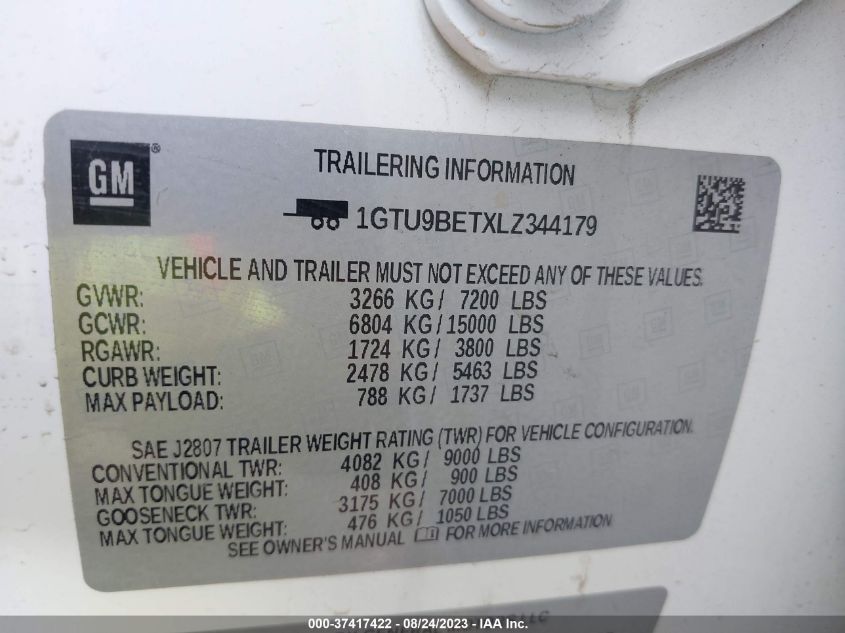 GM®
TRAILERING INFORMATION
1GTU9BETXLZ344179
VEHICLE AND TRAILER MUST NOT EXCEED ANY OF THESE VALUES.
GVWR: 3266 KG/ 7200 LBS
GCWR: 6804 KG/15000 LBS
RGAWR: 1724 KG/ 3800 LBS
CURB WEIGHT: 2478 KG/ 5463 LBS
MAX PAYLOAD: 788 KG/ 1737 LBS
SAE J2807 TRAILER WEIGHT RATING (TWR) FOR VEHICLE CONFIGURATION.
CONVENTIONAL TWR: 4082 KG/ 9000 LBS
MAX TONGUE WEIGHT: 408 KG/ 900 LBS
GOOSENECK TWR: 3175 KG/ 7000 LBS
MAX TONGUE WEIGHT: 476 KG/ 1050 LBS
SEE OWNER'S MANUAL FOR MORE INFORMATION
000-37417422 - 08/24/2023 - Copyright IAA, Inc.